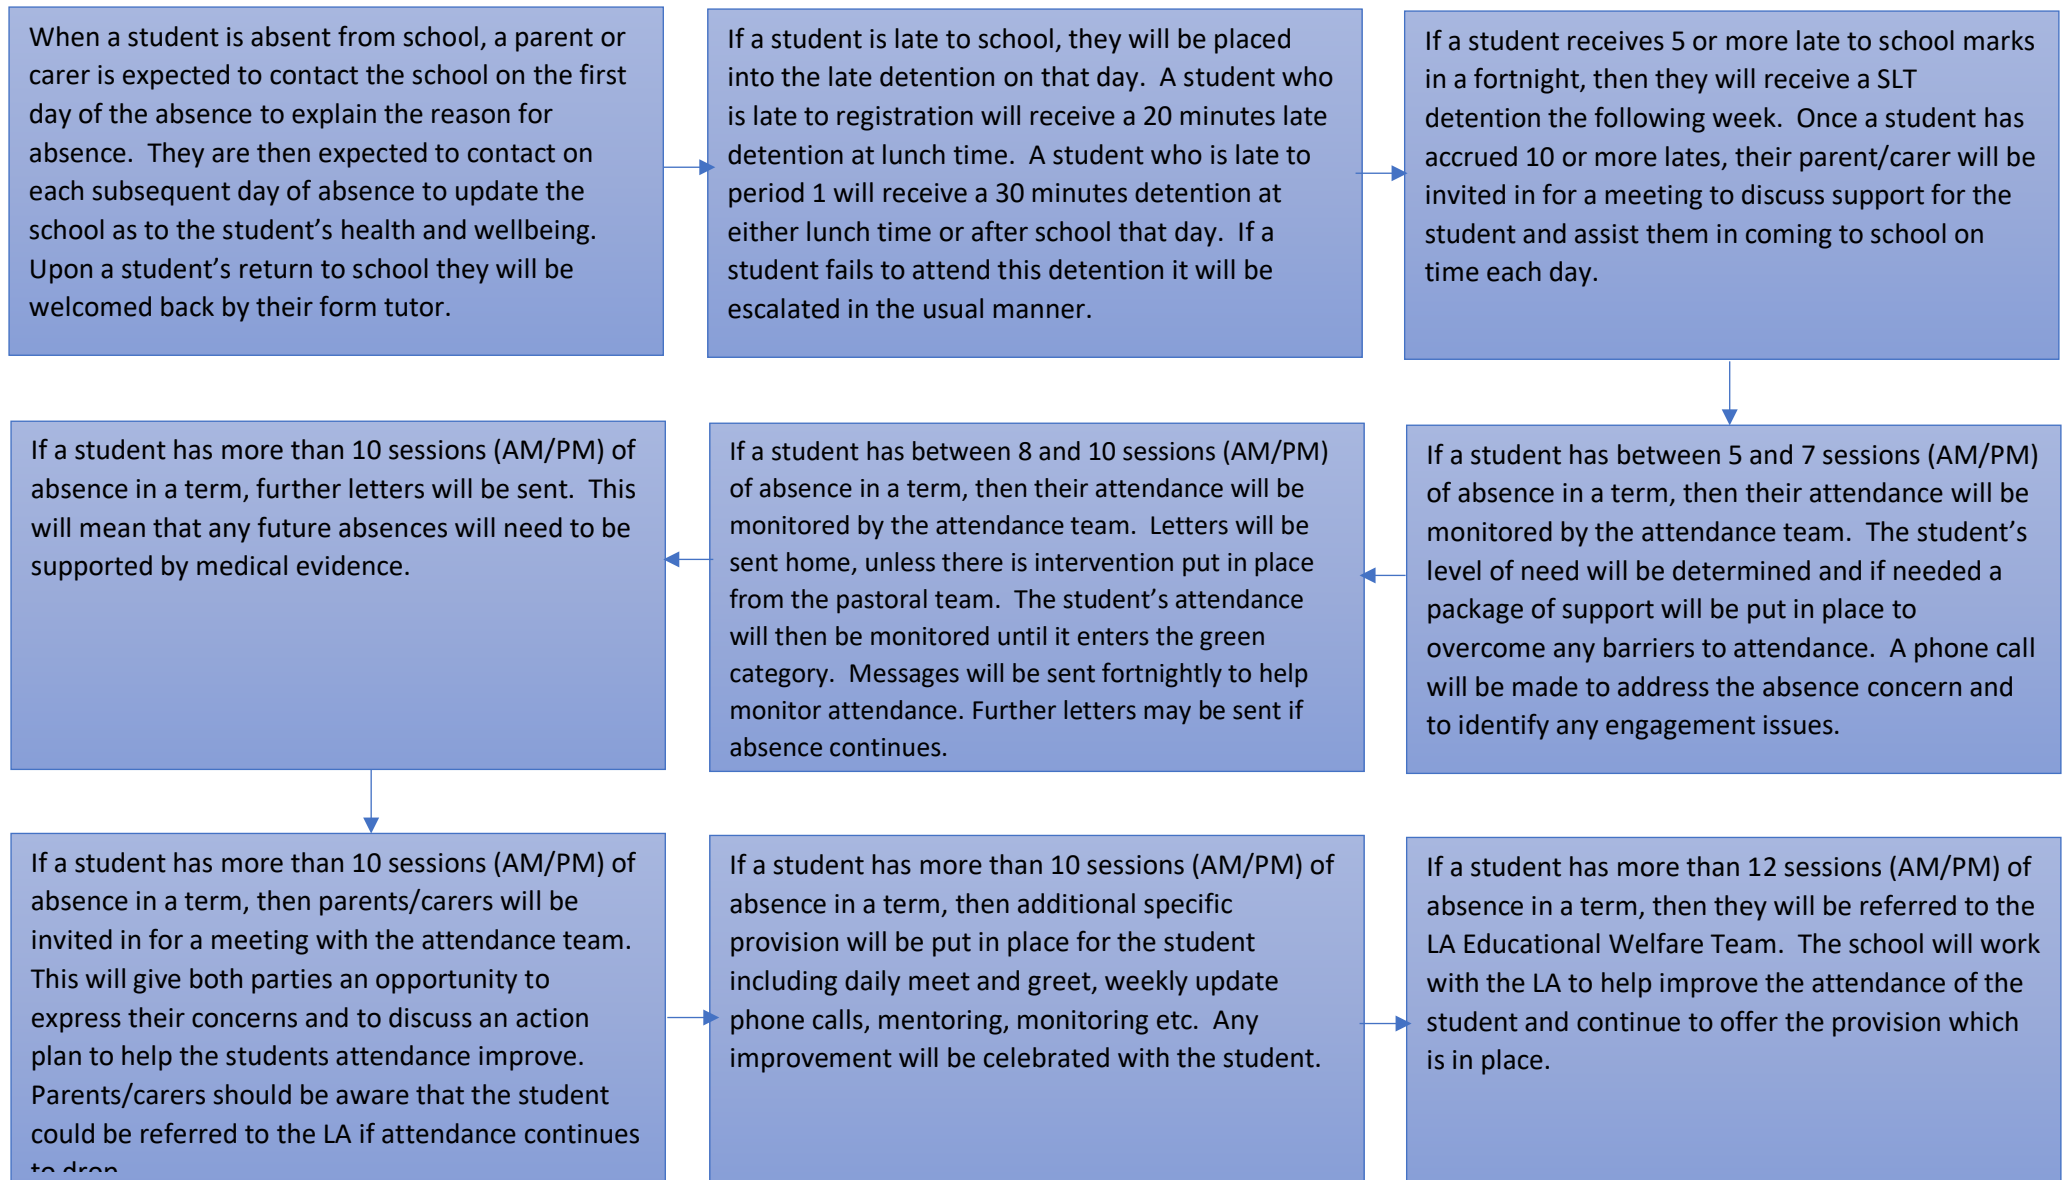 When a student is absent from school, a parent or
carer is expected to contact the school on the first
day of the absence to explain the reason for
absence.  They are then expected to contact on
each subsequent day of absence to update the
school as to the student’s health and wellbeing.
Upon a student’s return to school they will be
welcomed back by their form tutor.
If a student is late to school, they will be placed
into the late detention on that day.  A student who
is late to registration will receive a 20 minutes late
detention at lunch time.  A student who is late to
period 1 will receive a 30 minutes detention at
either lunch time or after school that day.  If a
student fails to attend this detention it will be
escalated in the usual manner.
If a student receives 5 or more late to school marks
in a fortnight, then they will receive a SLT
detention the following week.  Once a student has
accrued 10 or more lates, their parent/carer will be
invited in for a meeting to discuss support for the
student and assist them in coming to school on
time each day.
If a student has between 5 and 7 sessions (AM/PM)
of absence in a term, then their attendance will be
monitored by the attendance team.  The student’s
level of need will be determined and if needed a
package of support will be put in place to
overcome any barriers to attendance.  A phone call
will be made to address the absence concern and
to identify any engagement issues.
If a student has between 8 and 10 sessions (AM/PM)
of absence in a term, then their attendance will be
monitored by the attendance team.  Letters will be
sent home, unless there is intervention put in place
from the pastoral team.  The student’s attendance
will then be monitored until it enters the green
category.  Messages will be sent fortnightly to help
monitor attendance. Further letters may be sent if
absence continues.
If a student has more than 10 sessions (AM/PM) of
absence in a term, further letters will be sent.  This
will mean that any future absences will need to be
supported by medical evidence.
If a student has more than 10 sessions (AM/PM) of
absence in a term, then parents/carers will be
invited in for a meeting with the attendance team.
This will give both parties an opportunity to
express their concerns and to discuss an action
plan to help the students attendance improve.
Parents/carers should be aware that the student
could be referred to the LA if attendance continues
to drop
If a student has more than 10 sessions (AM/PM) of
absence in a term, then additional specific
provision will be put in place for the student
including daily meet and greet, weekly update
phone calls, mentoring, monitoring etc.  Any
improvement will be celebrated with the student.
If a student has more than 12 sessions (AM/PM) of
absence in a term, then they will be referred to the
LA Educational Welfare Team.  The school will work
with the LA to help improve the attendance of the
student and continue to offer the provision which
is in place.